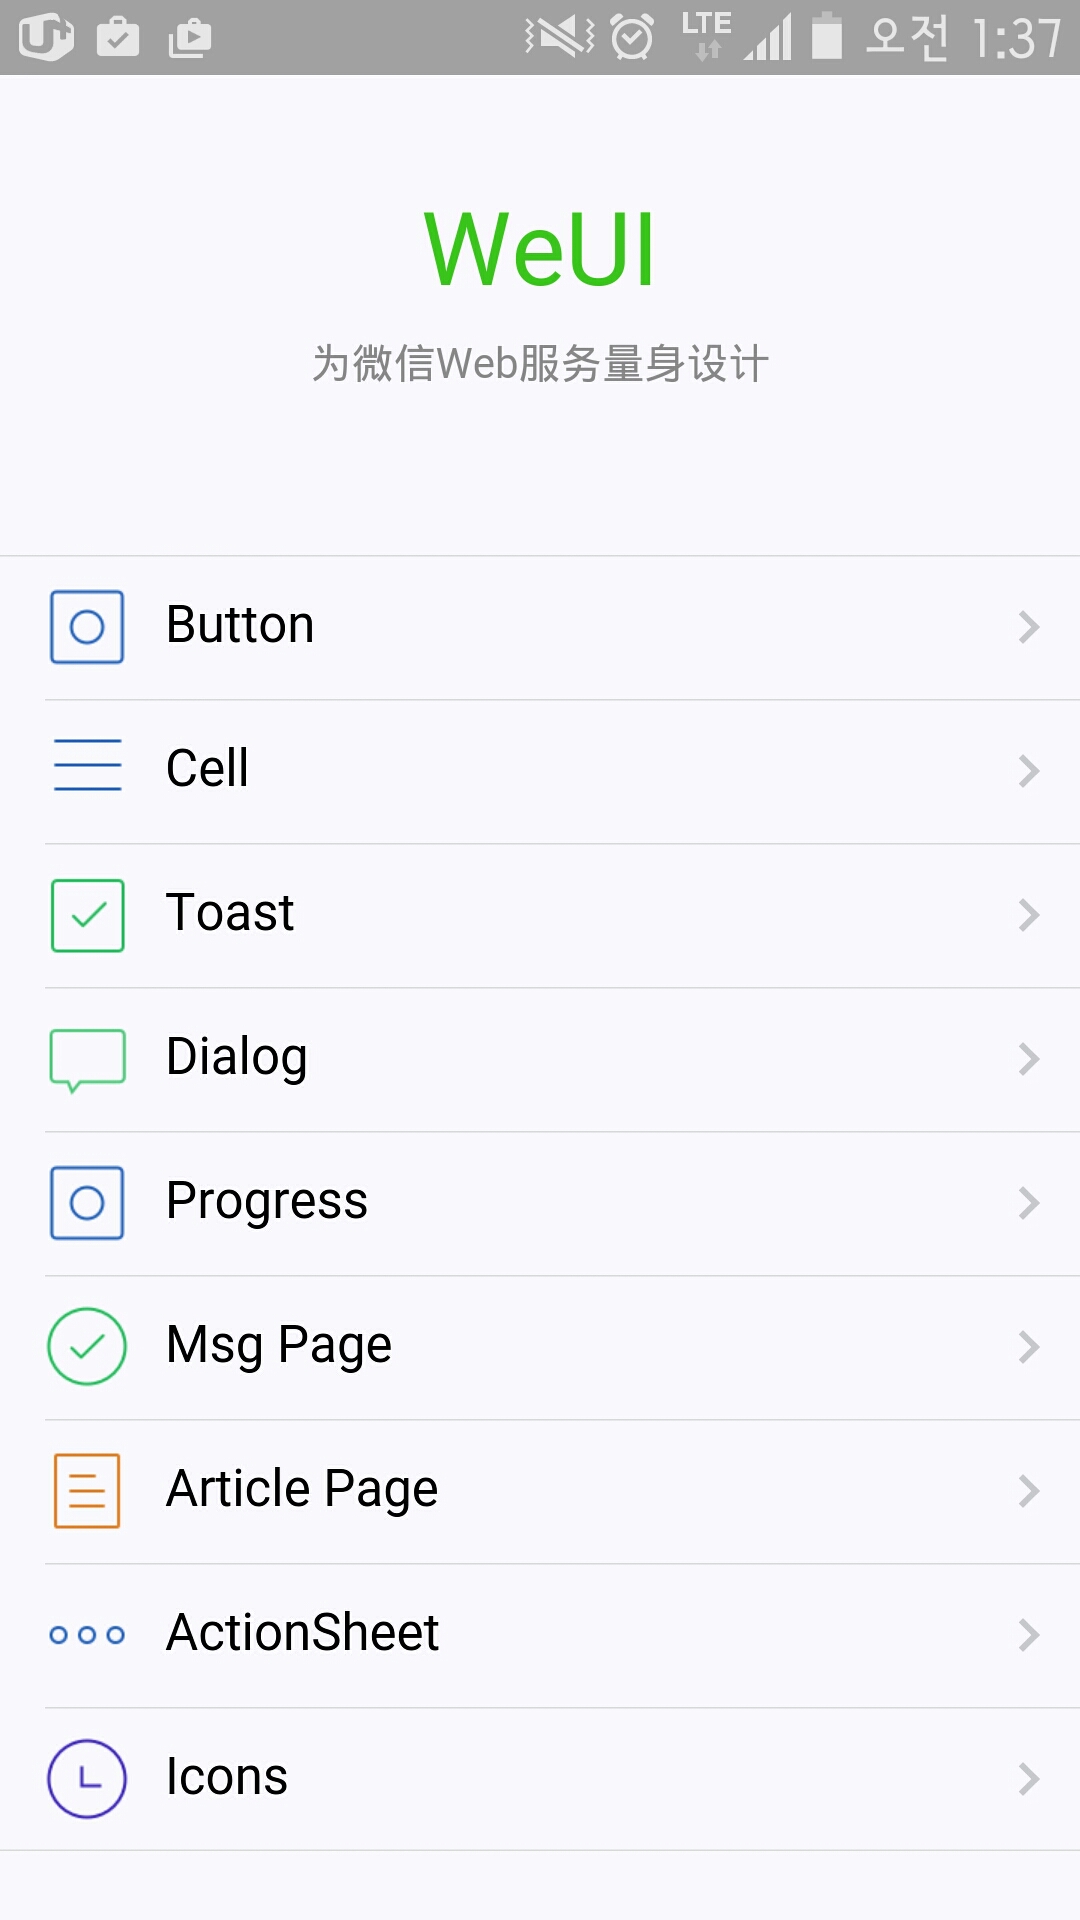 LTE 오전 1:37
WeUI
为微信Web服务量身设计
Button
Cell
Toast
Dialog
Progress
Msg Page
Article Page
ActionSheet
Icons